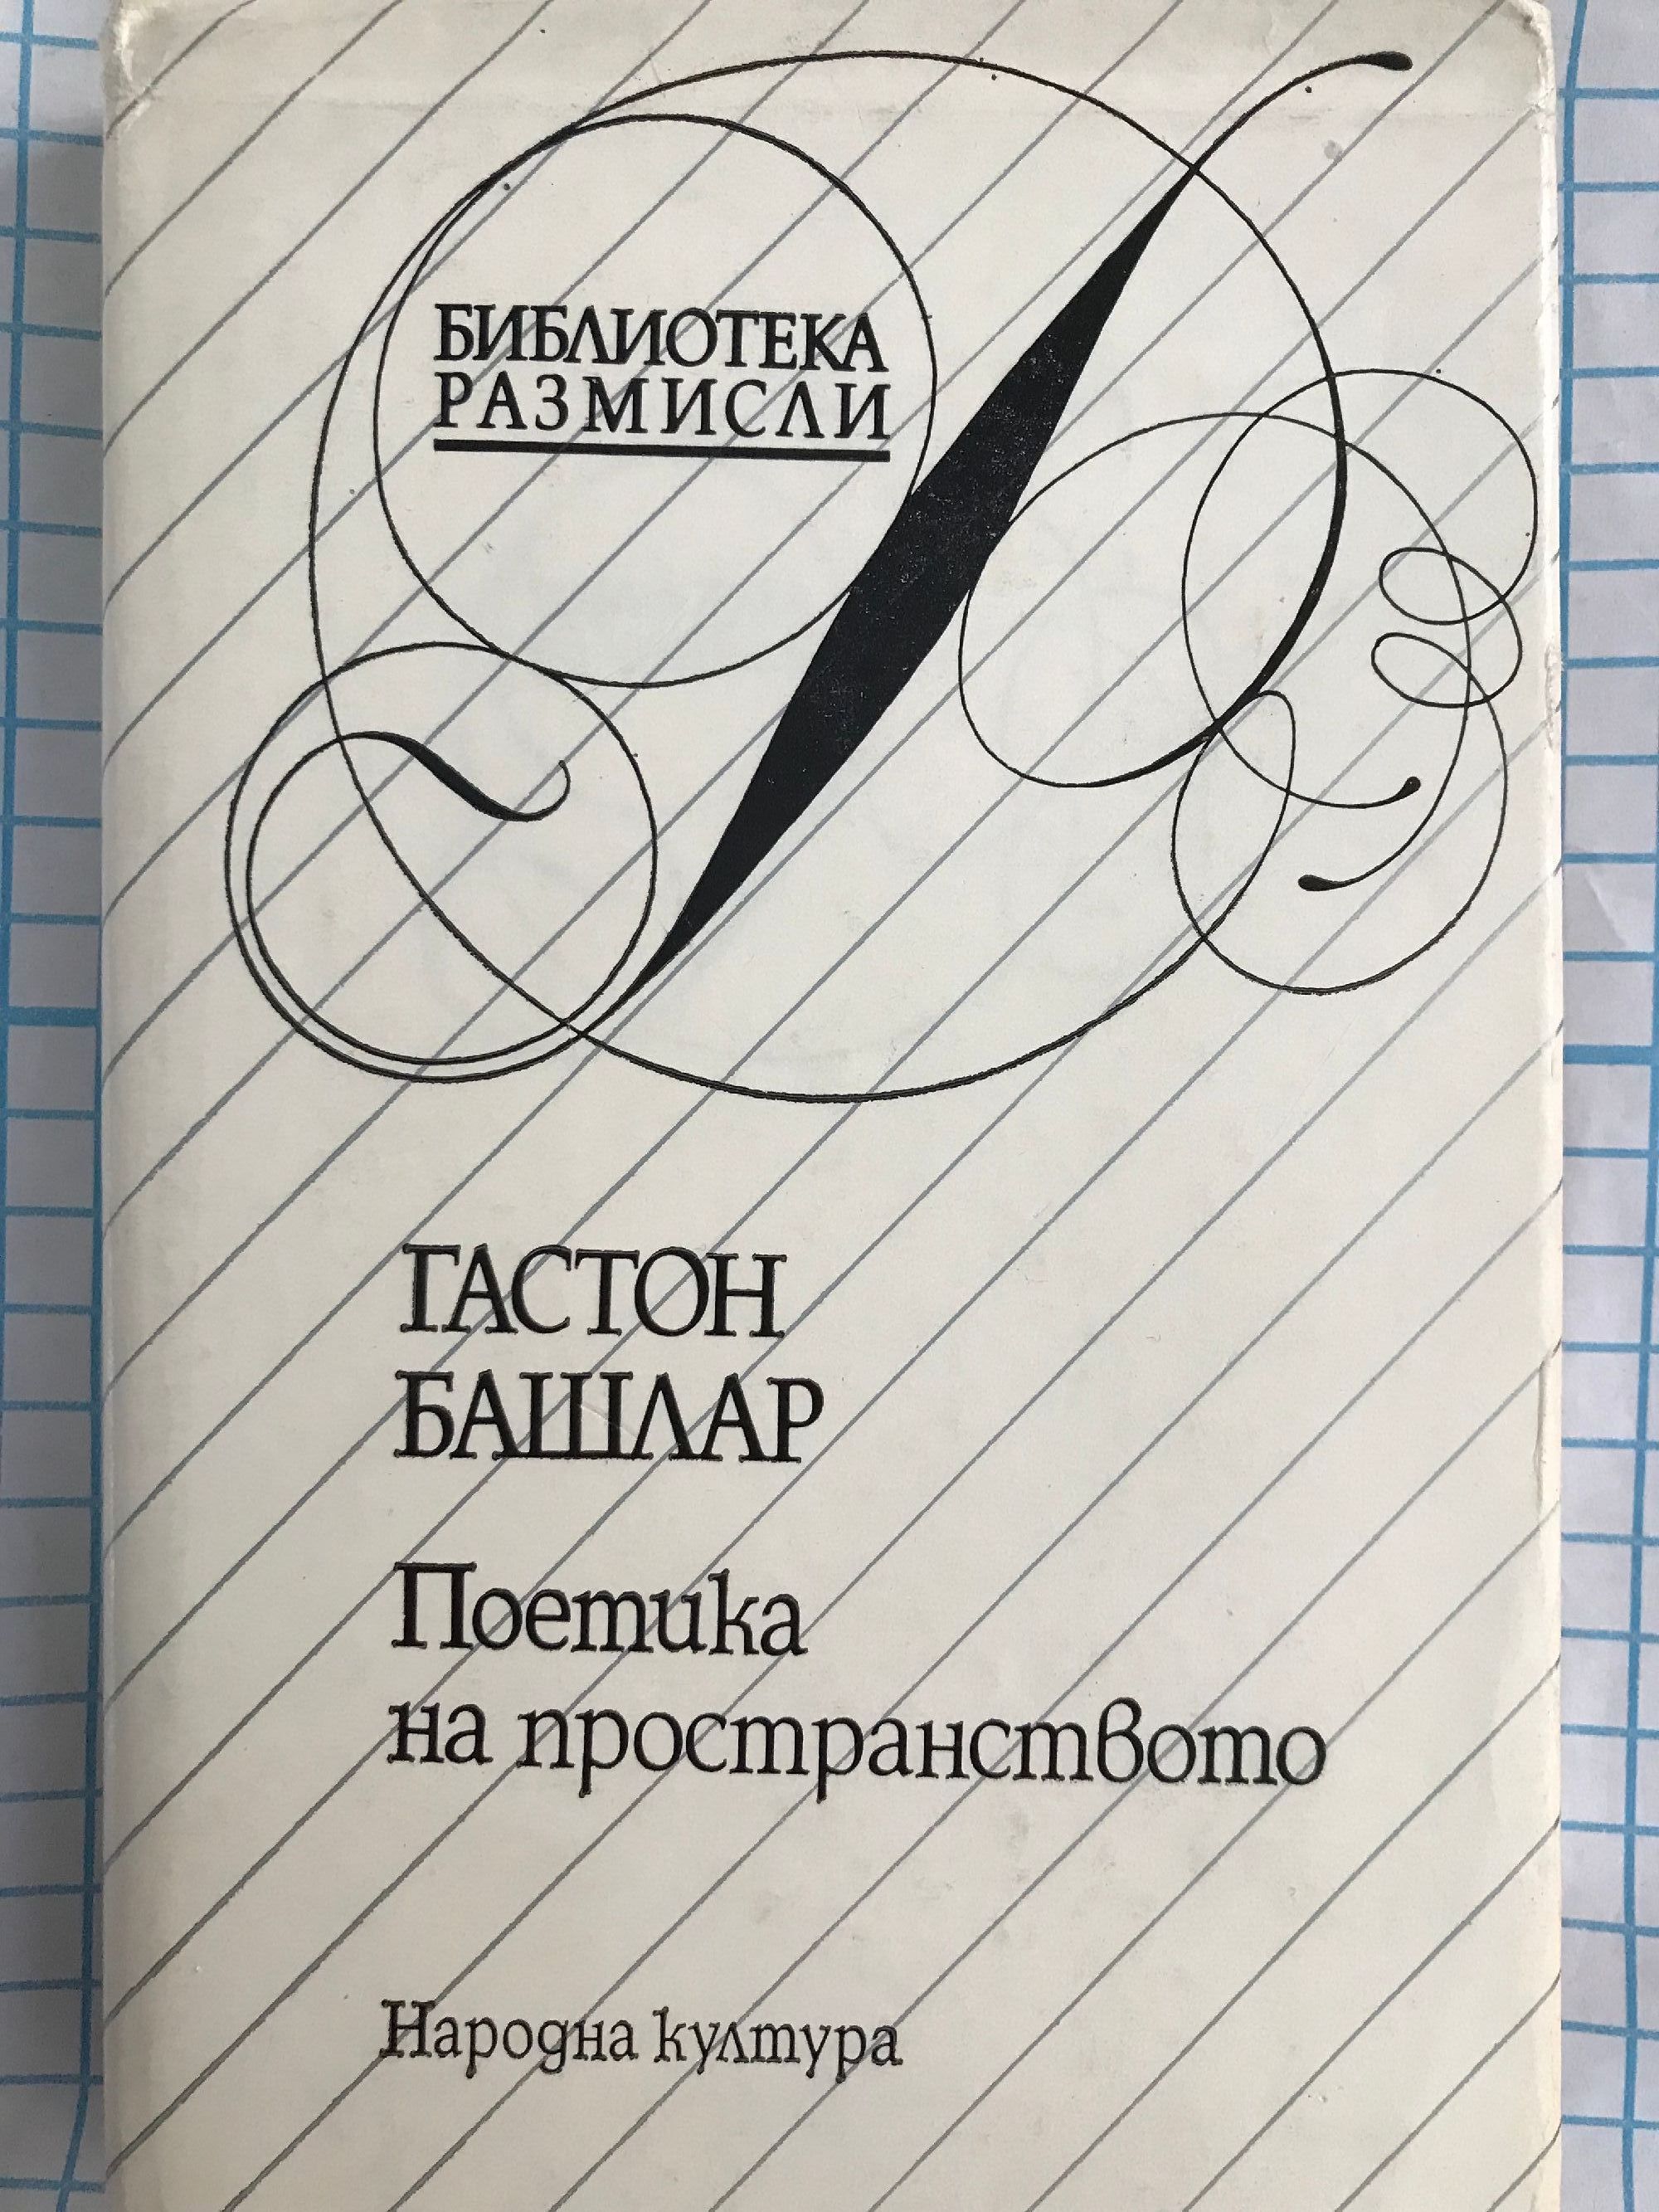 БИБЛИОТЕКА
РАЗМИСЛИ
ГАСТОН
БАШЛАР
Поетика
на пространството
Народна култура